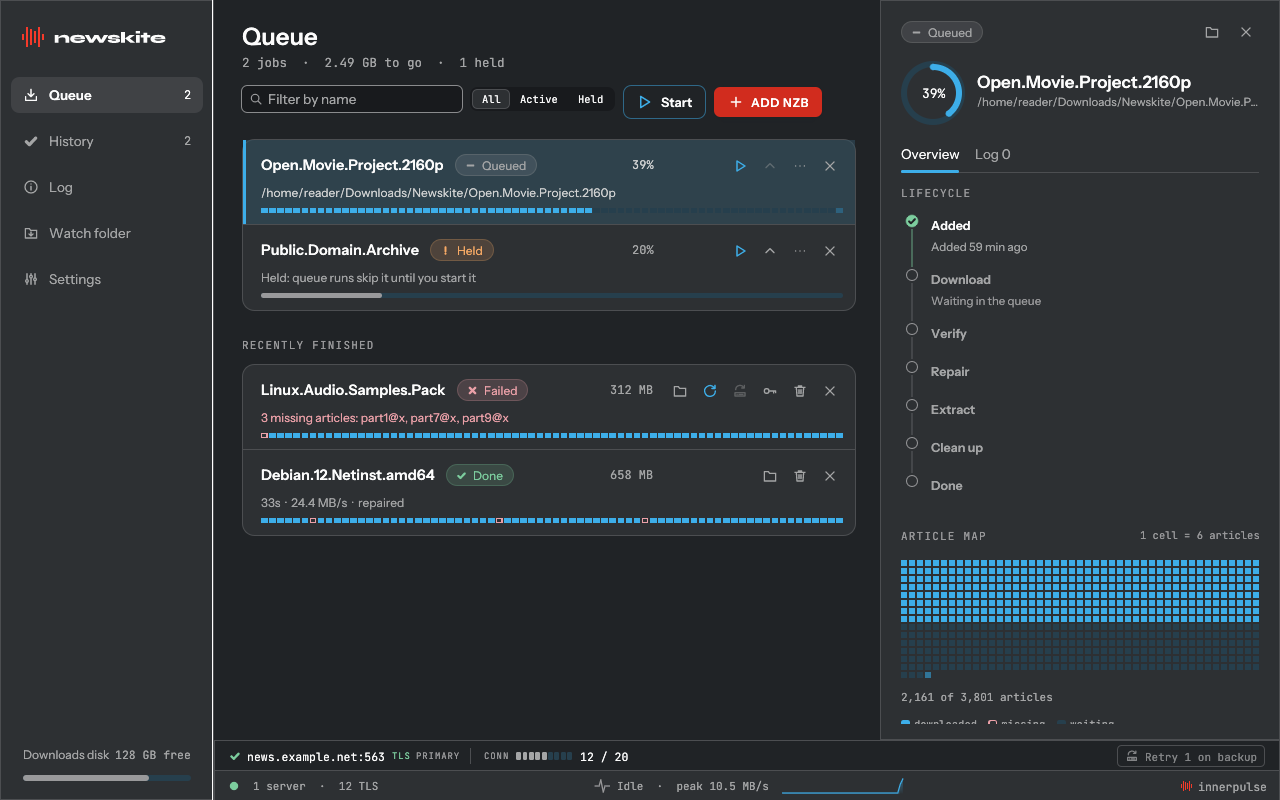 newskite
Queue 2
History 2
Log
Watch folder
Settings
Downloads disk 128 GB free
Queue
2 jobs · 2.49 GB to go · 1 held
Filter by name
All Active Held
Start
ADD NZB
Open.Movie.Project.2160p Queued 39%
/home/reader/Downloads/Newskite/Open.Movie.Project.2160p
Public.Domain.Archive Held 20%
Held: queue runs skip it until you start it
RECENTLY FINISHED
Linux.Audio.Samples.Pack Failed 312 MB
3 missing articles: part1@x, part7@x, part9@x
Debian.12.Netinst.amd64 Done 658 MB
33s · 24.4 MB/s · repaired
Queued
39%
Open.Movie.Project.2160p
/home/reader/Downloads/Newskite/Open.Movie.P…
Overview Log 0
LIFECYCLE
Added
Added 59 min ago
Download
Waiting in the queue
Verify
Repair
Extract
Clean up
Done
ARTICLE MAP 1 cell = 6 articles
2,161 of 3,801 articles
downloaded missing waiting
news.example.net:563 TLS PRIMARY CONN 12 / 20 Retry 1 on backup
1 server · 12 TLS Idle · peak 10.5 MB/s innerpulse